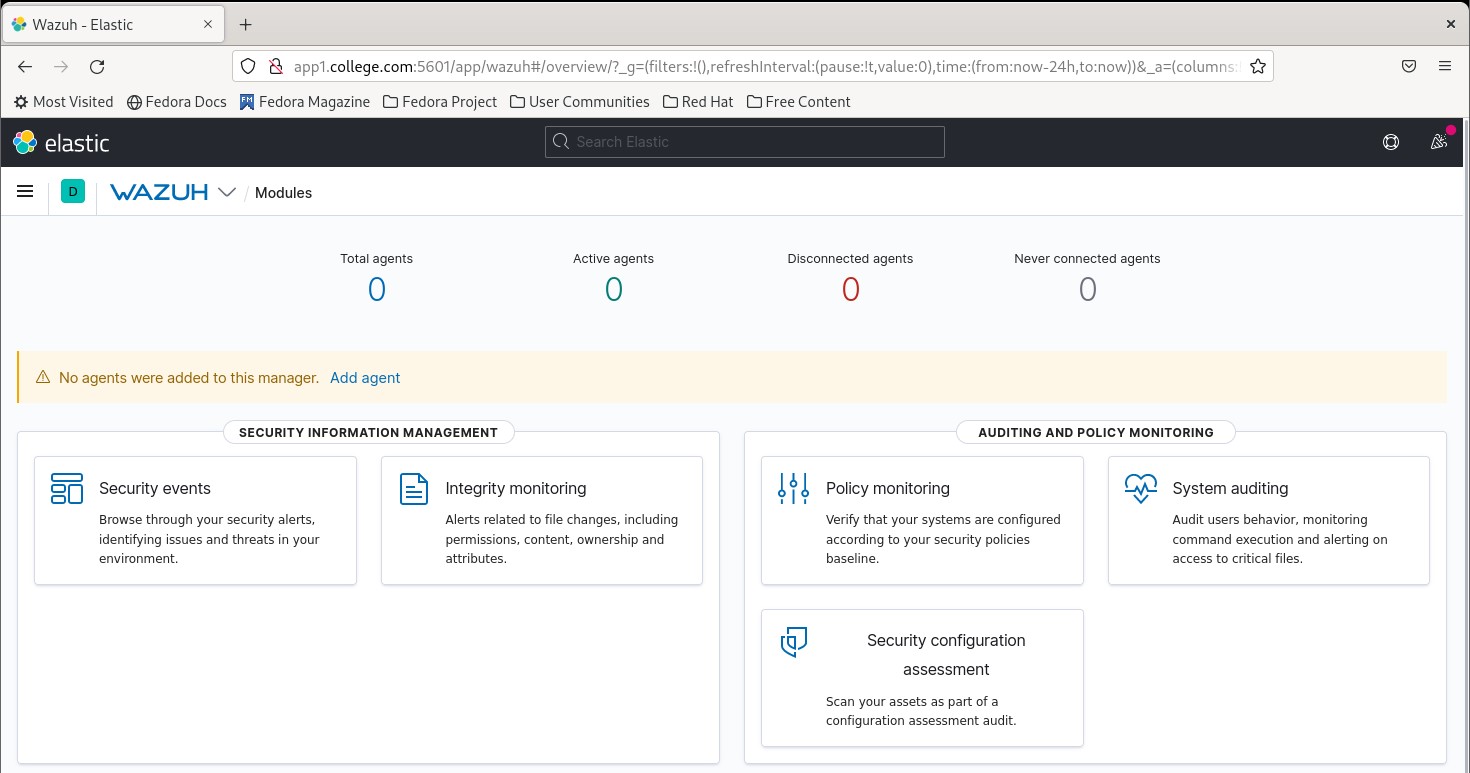 Wazuh - Elastic
app1.college.com:5601/app/wazuh#/overview/?_g=(filters:!(),refreshInterval:(pause:!t,value:0),time:(from:now-24h,to:now))&_a=(columns:
Most Visited Fedora Docs Fedora Magazine Fedora Project User Communities Red Hat Free Content
elastic Search Elastic
D WAZUH / Modules
Total agents Active agents Disconnected agents Never connected agents
0 0 0 0
No agents were added to this manager. Add agent
SECURITY INFORMATION MANAGEMENT
Security events
Browse through your security alerts,
identifying issues and threats in your
environment.
Integrity monitoring
Alerts related to file changes, including
permissions, content, ownership and
attributes.
AUDITING AND POLICY MONITORING
Policy monitoring
Verify that your systems are configured
according to your security policies
baseline.
System auditing
Audit users behavior, monitoring
command execution and alerting on
access to critical files.
Security configuration
assessment
Scan your assets as part of a
configuration assessment audit.